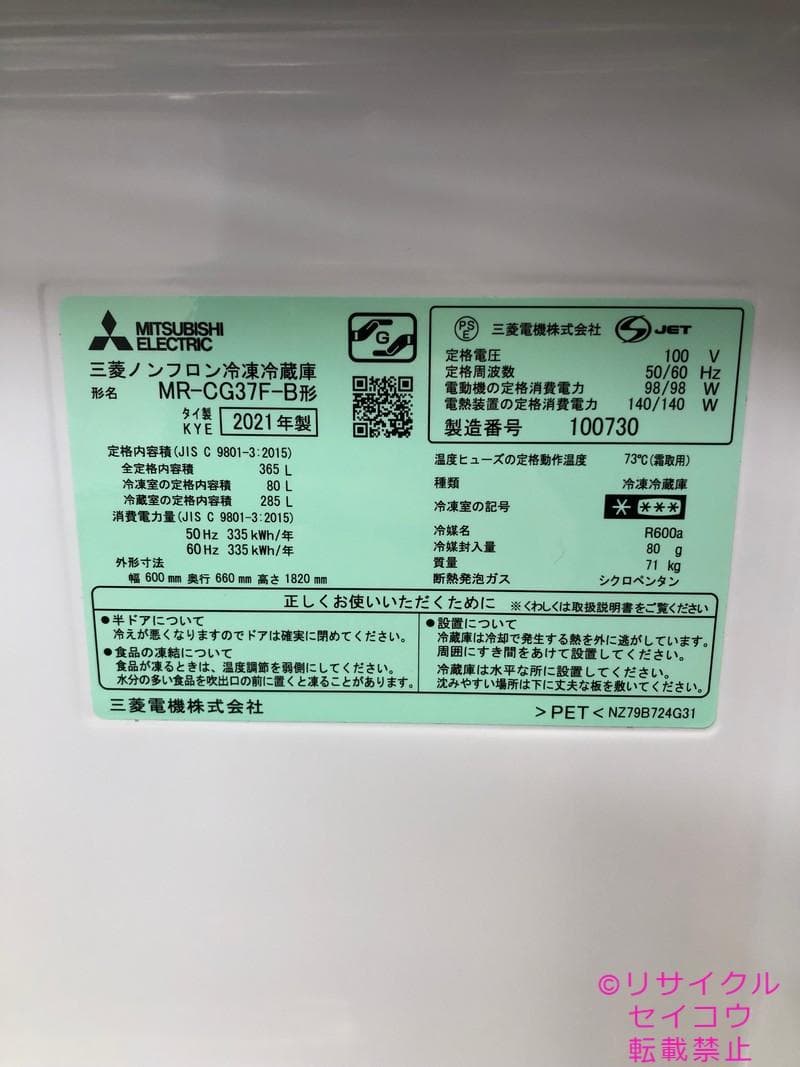 MITSUBISHI
ELECTRIC
G
三菱ノンフロン冷凍冷蔵庫
形名 MR-CG37F-B形
タイ製
KYE 2021年製
PSE 三菱電機株式会社 S JET
定格電圧 100 V
定格周波数 50/60 Hz
電動機の定格消費電力 98/98 W
電熱装置の定格消費電力 140/140 W
製造番号 100730
定格内容積(JIS C 9801-3:2015)
全定格内容積 365 L
冷凍室の定格内容積 80 L
冷蔵室の定格内容積 285 L
消費電力量(JIS C 9801-3:2015)
50Hz 335kWh/年
60Hz 335kWh/年
外形寸法
幅 600mm 奥行 660mm 高さ 1820mm
温度ヒューズの定格動作温度 73℃(霜取用)
種類 冷凍冷蔵庫
冷凍室の記号 * ***
冷媒名 R600a
冷媒封入量 80 g
質量 71 kg
断熱発泡ガス シクロペンタン
正しくお使いいただくために ※くわしくは取扱説明書をご覧ください
●半ドアについて
冷えが悪くなりますのでドアは確実に閉めてください。
●食品の凍結について
食品が凍るときは、温度調節を弱側にしてください。
水分の多い食品を吹出口の前に置くと凍ることがあります。
●設置について
冷蔵庫は冷却で発生する熱を外に逃がしています。
周囲にすき間をあけて設置してください。
冷蔵庫は水平な所に設置してください。
沈みやすい場所は下に丈夫な板を敷いてください。
三菱電機株式会社
>PET< NZ79B724G31
©リサイクル
セイコウ
転載禁止